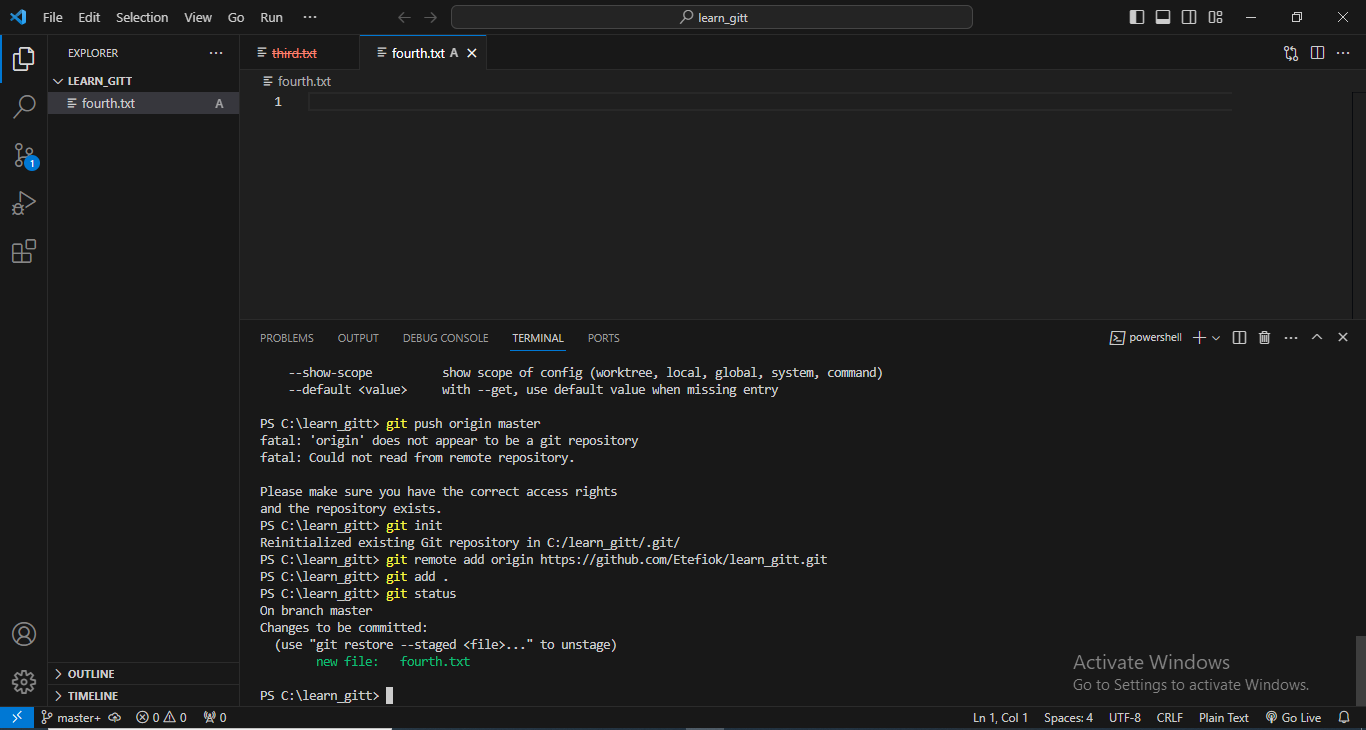 File Edit Selection View Go Run ···
learn_gitt
EXPLORER ···
LEARN_GITT
fourth.txt A
third.txt
fourth.txt A
fourth.txt
1
PROBLEMS OUTPUT DEBUG CONSOLE TERMINAL PORTS
powershell
--show-scope show scope of config (worktree, local, global, system, command)
--default <value> with --get, use default value when missing entry
PS C:\learn_gitt> git push origin master
fatal: 'origin' does not appear to be a git repository
fatal: Could not read from remote repository.
Please make sure you have the correct access rights
and the repository exists.
PS C:\learn_gitt> git init
Reinitialized existing Git repository in C:/learn_gitt/.git/
PS C:\learn_gitt> git remote add origin https://github.com/Etefiok/learn_gitt.git
PS C:\learn_gitt> git add .
PS C:\learn_gitt> git status
On branch master
Changes to be committed:
(use "git restore --staged <file>..." to unstage)
new file: fourth.txt
PS C:\learn_gitt>
1
OUTLINE
TIMELINE
Activate Windows
Go to Settings to activate Windows.
master+ 0 0 0
Ln 1, Col 1 Spaces: 4 UTF-8 CRLF Plain Text Go Live